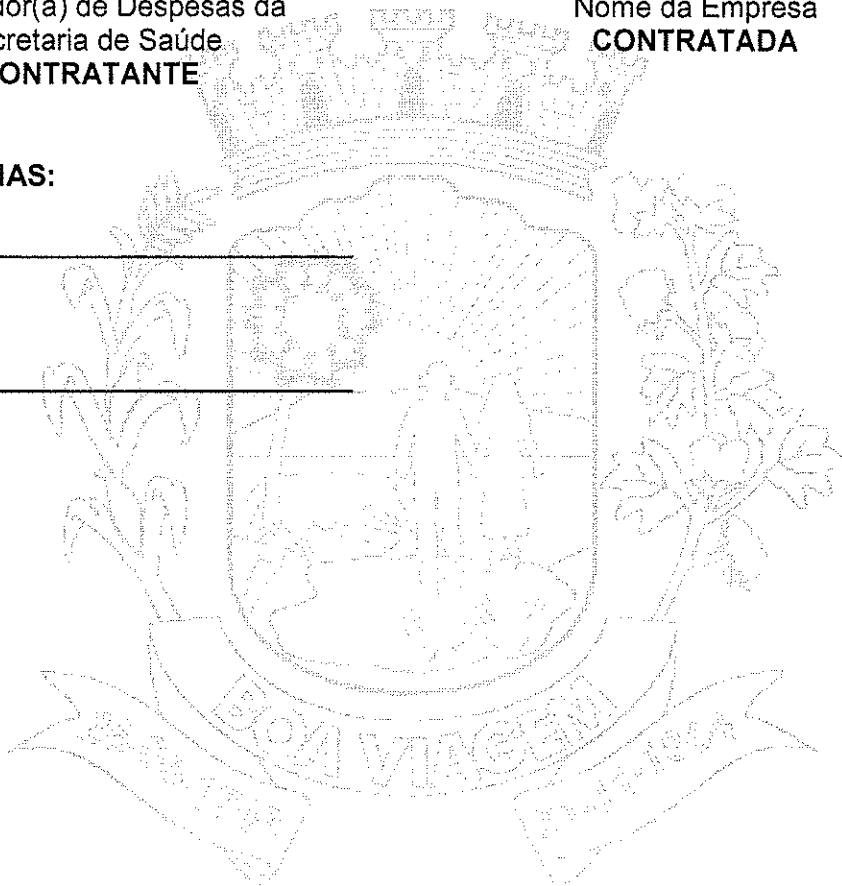 dor(a) de Despesas da
cretaria de Saúde
ONTRATANTE
Nome da Empresa
CONTRATADA
IAS:
BOA VIAGEM